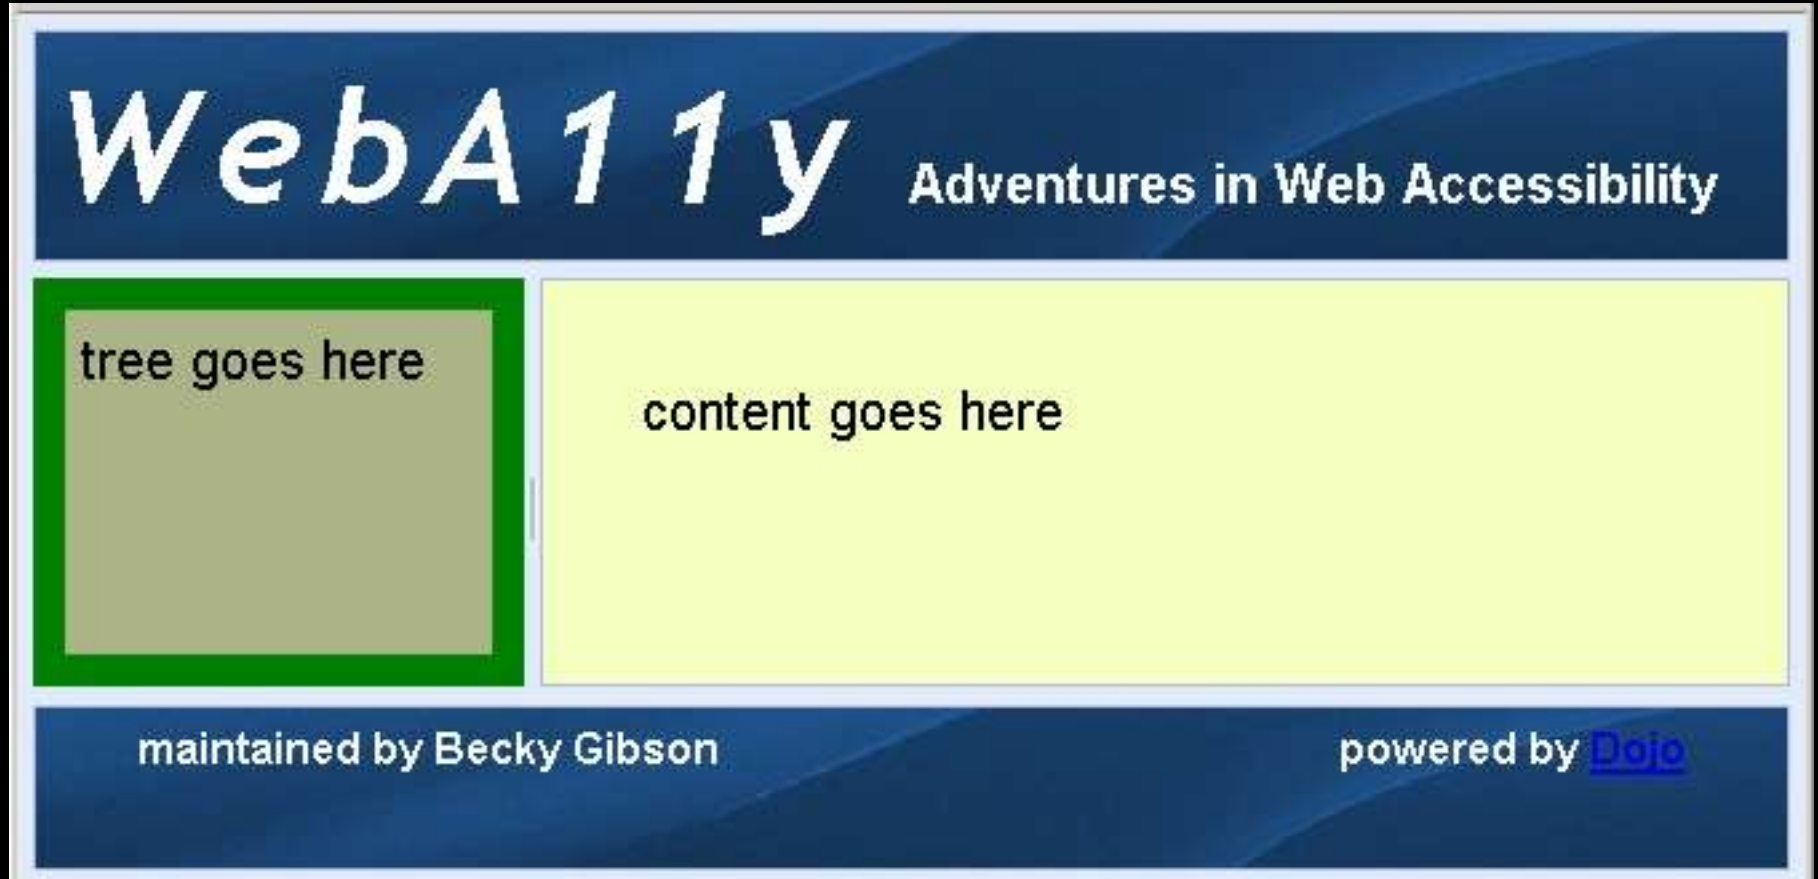 WebA11y Adventures in Web Accessibility
tree goes here
content goes here
maintained by Becky Gibson
powered by Dojo